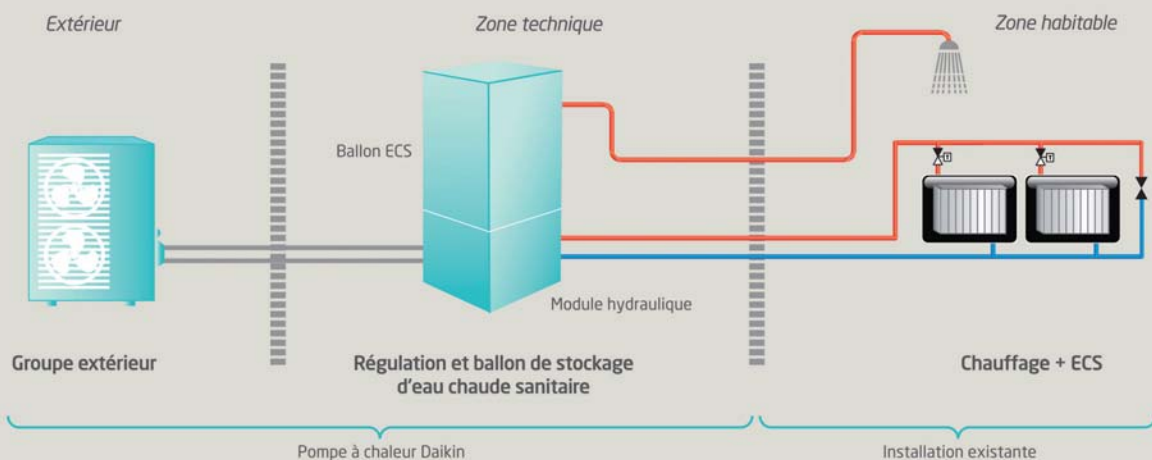 Extérieur
Zone technique
Zone habitable
Ballon ECS
T
T
Module hydraulique
Groupe extérieur
Régulation et ballon de stockage
d'eau chaude sanitaire
Chauffage + ECS
Pompe à chaleur Daikin
Installation existante